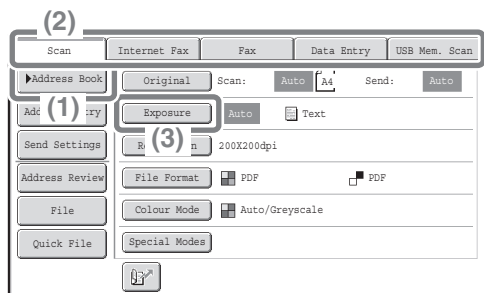 (2)
Scan Internet Fax Fax Data Entry USB Mem. Scan
Address Book Original Scan: Auto A4 Send: Auto
(1) ry Exposure Auto Text
(3)
Send Settings 200X200dpi
Address Review File Format PDF PDF
File Colour Mode Auto/Greyscale
Quick File Special Modes